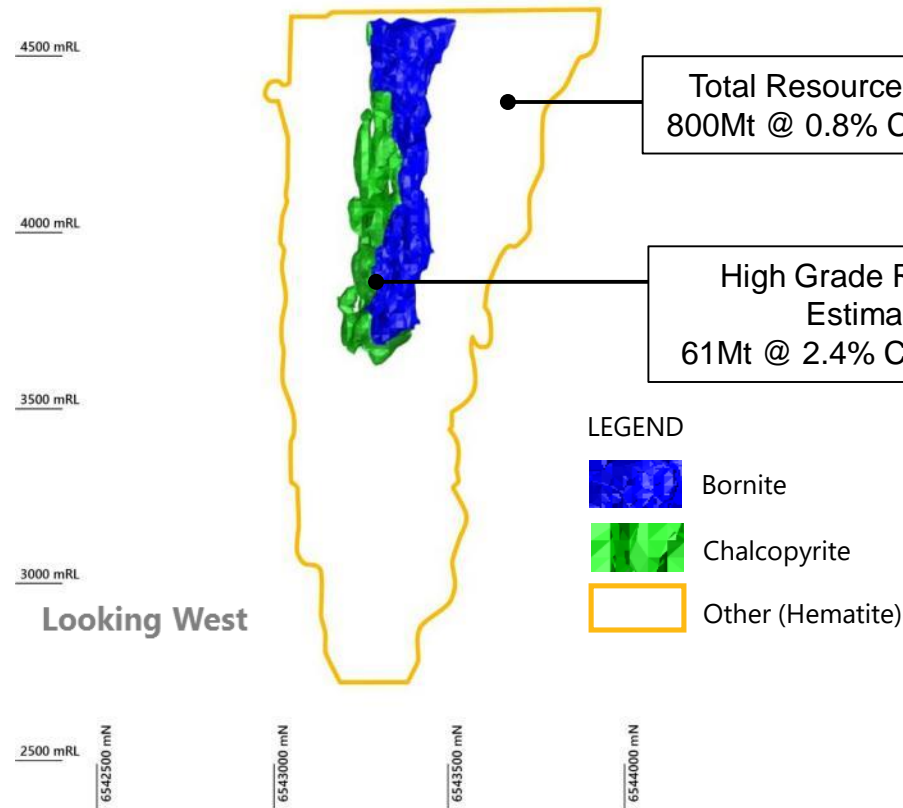 4500 mRL
Total Resource
800Mt @ 0.8%
4000 mRL
High Grade
61Mt @ 2.4%
3500 mRL
LEGEND
Bornite
Chalcopyrite
Other (Hematite)
3000 mRL
Looking West
2500 mRL
6542500 mN
6543000 mN
6543500 mN
6544000 mN